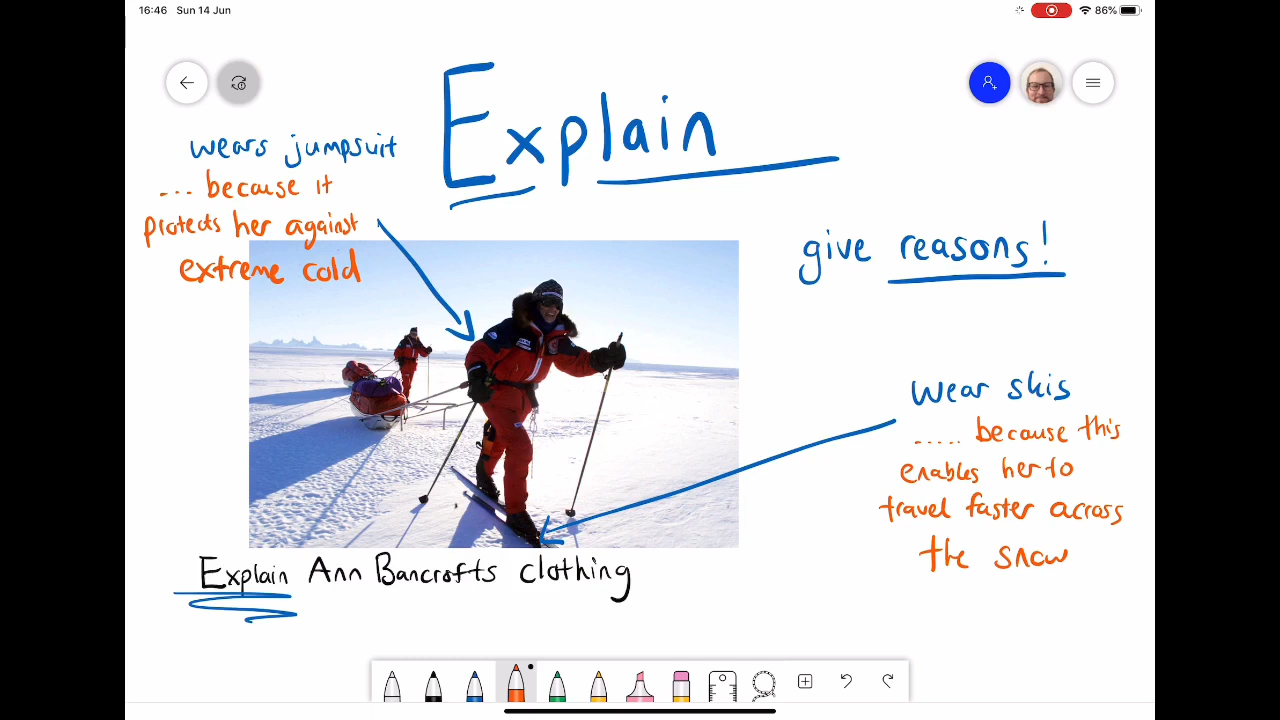 16:46 Sun 14 Jun
86%
Explain
wears jumpsuit
... because it
protects her against
extreme cold
give reasons!
Wear skis
..... because this
enables her to
travel faster across
the snow
Explain Ann Bancrofts clothing